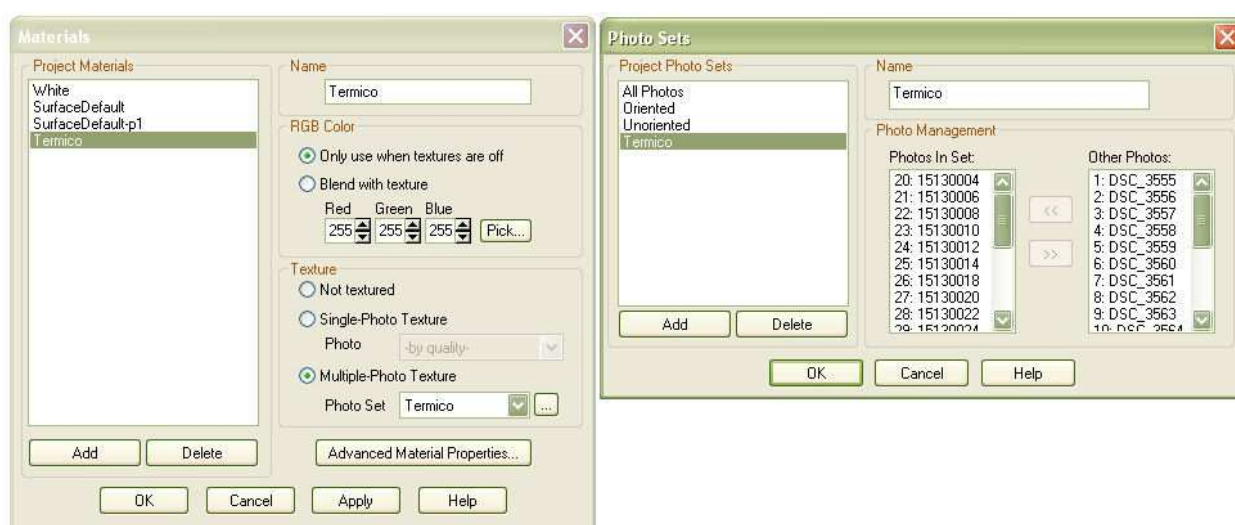 Materials
Project Materials
White
SurfaceDefault
SurfaceDefault-p1
Termico
Add Delete
Name
Termico
RGB Color
Only use when textures are off
Blend with texture
Red Green Blue
255 255 255 Pick...
Texture
Not textured
Single-Photo Texture
Photo -by quality-
Multiple-Photo Texture
Photo Set Termico ...
Advanced Material Properties...
OK Cancel Apply Help
Photo Sets
Project Photo Sets
All Photos
Oriented
Unoriented
Termico
Add Delete
Name
Termico
Photo Management
Photos In Set:
20: 15130004
21: 15130006
22: 15130008
23: 15130010
24: 15130012
25: 15130014
26: 15130018
27: 15130020
28: 15130022
29: 15130024
<<
>>
Other Photos:
1: DSC_3555
2: DSC_3556
3: DSC_3557
4: DSC_3558
5: DSC_3559
6: DSC_3560
7: DSC_3561
8: DSC_3562
9: DSC_3563
10: DSC_3564
OK Cancel Help